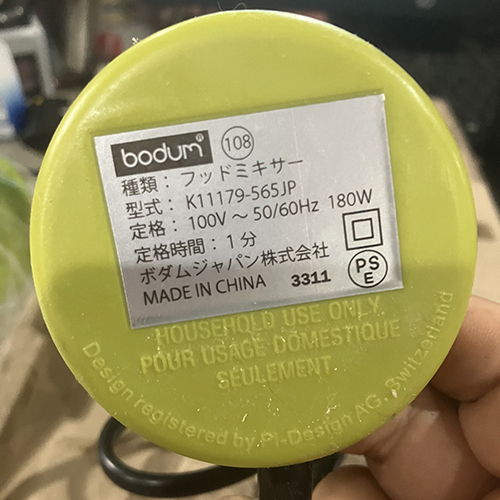 bodum® 108
種類：フッドミキサー
型式：K11179-565JP
定格：100V～50/60Hz 180W
定格時間：1分
ボダムジャパン株式会社
MADE IN CHINA 3311
PS
E
HOUSEHOLD USE ONLY
POUR USAGE DOMESTIQUE
SEULEMENT.
Design registered by PI-Design AG, Switzerland